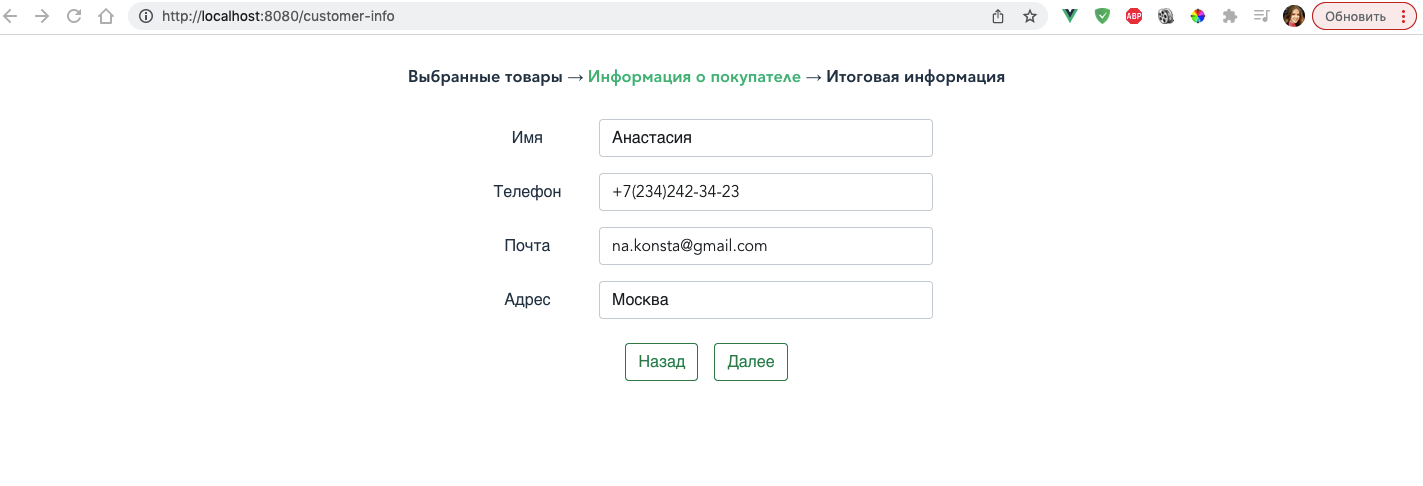 http://localhost:8080/customer-info
ABP
Обновить
Выбранные товары → Информация о покупателе → Итоговая информация
Имя
Анастасия
Телефон
+7(234)242-34-23
Почта
na.konsta@gmail.com
Адрес
Москва
Назад
Далее